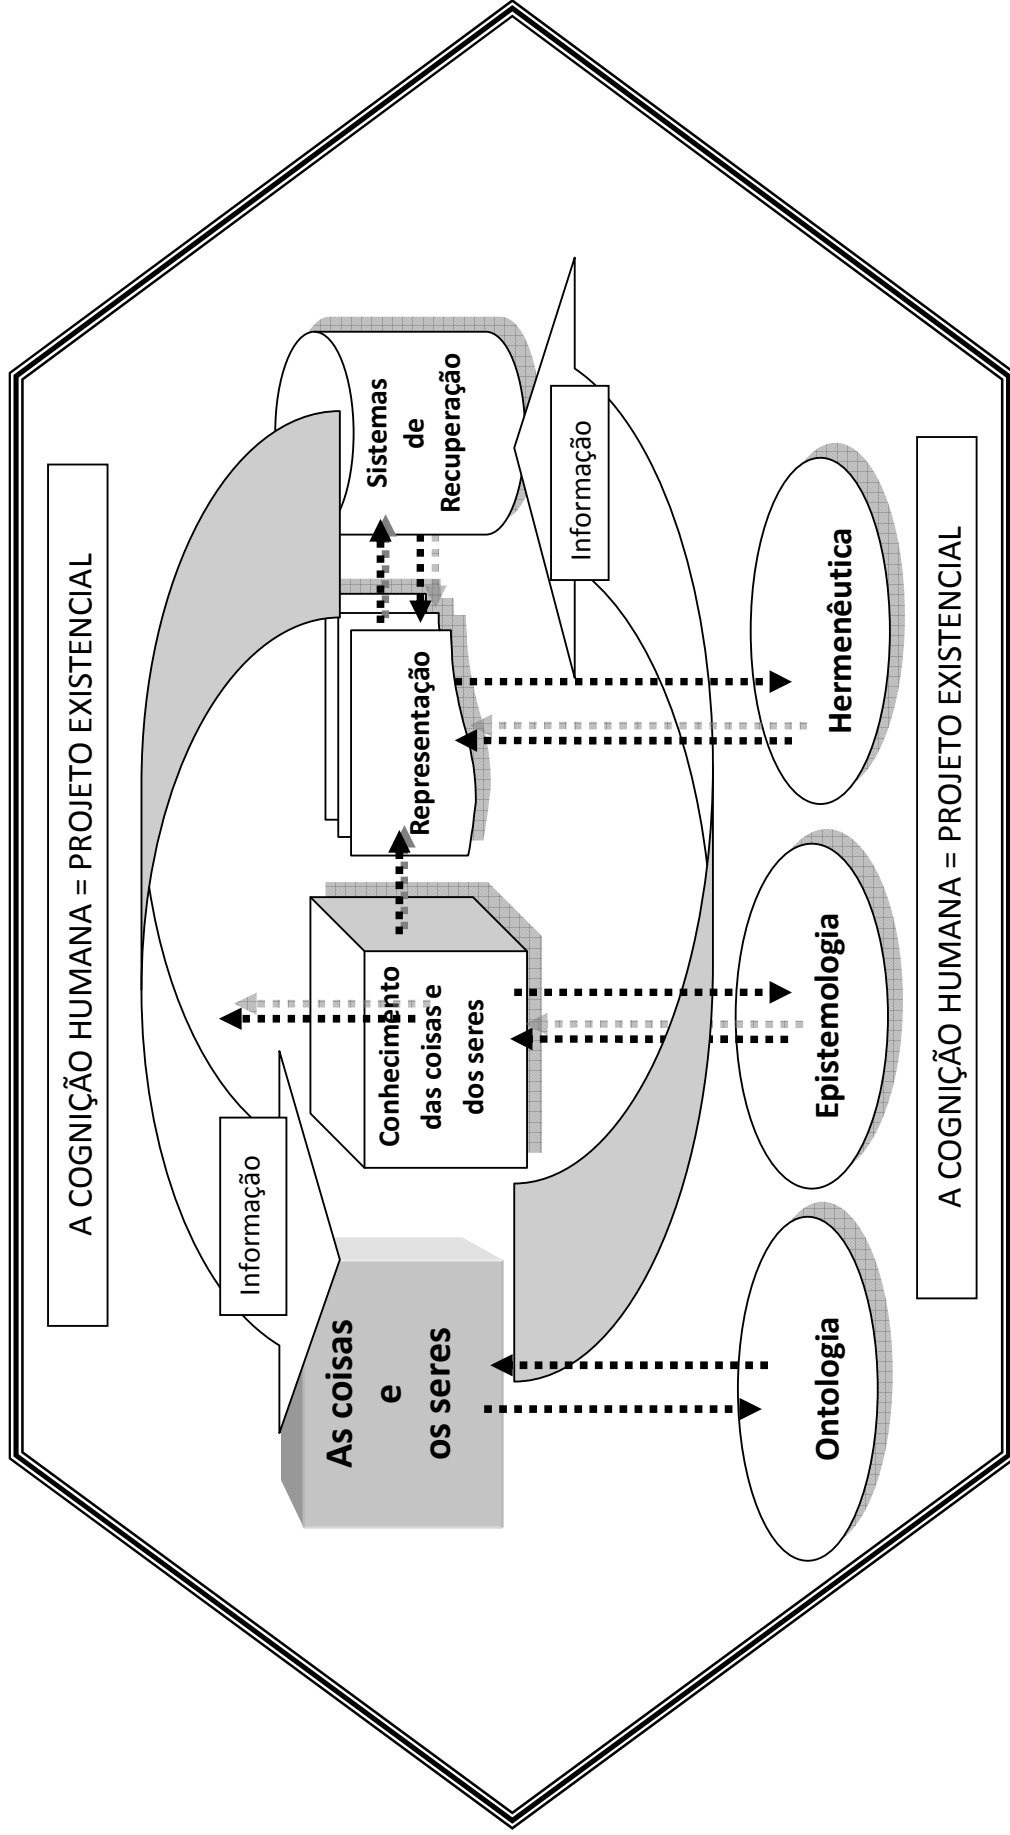 A COGNIÇÃO HUMANA = PROJETO EXISTENCIAL
Informação
As coisas
e
os seres
Conhecimento
das coisas e
dos seres
Representação
Sistemas
de
Recuperação
Informação
Ontologia
Epistemologia
Hermenêutica
A COGNIÇÃO HUMANA = PROJETO EXISTENCIAL